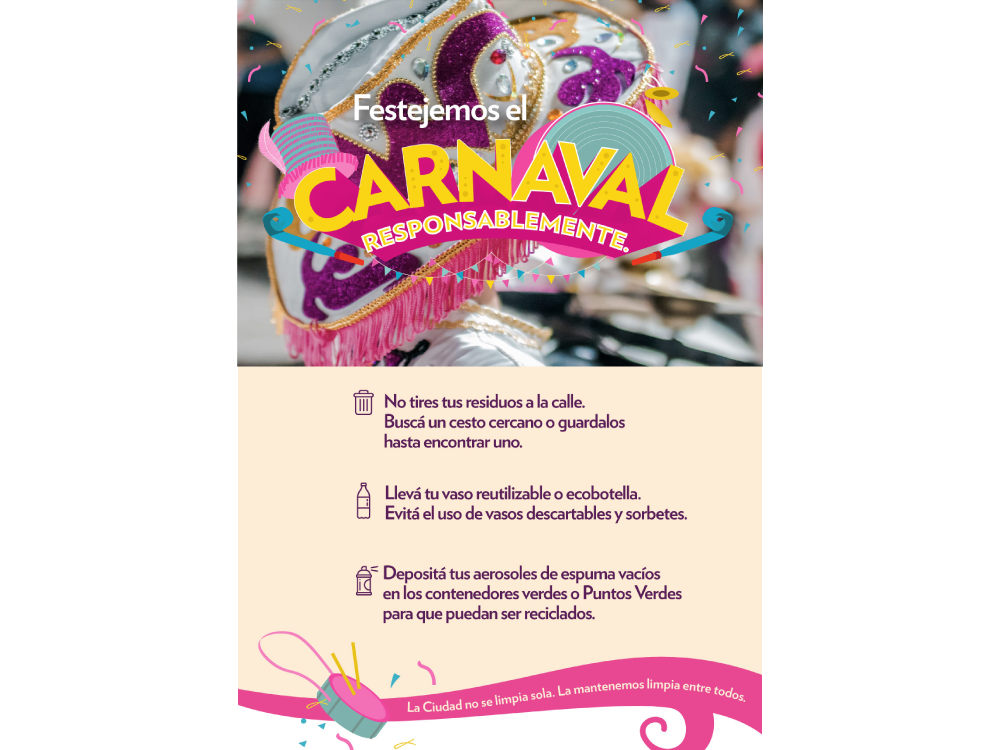 Festejemos el
CARNAVAL
RESPONSABLEMENTE.
No tires tus residuos a la calle.
Buscá un cesto cercano o guardalos
hasta encontrar uno.
Llevá tu vaso reutilizable o ecobotella.
Evitá el uso de vasos descartables y sorbetes.
Depositá tus aerosoles de espuma vacíos
en los contenedores verdes o Puntos Verdes
para que puedan ser reciclados.
La Ciudad no se limpia sola. La mantenemos limpia entre todos.